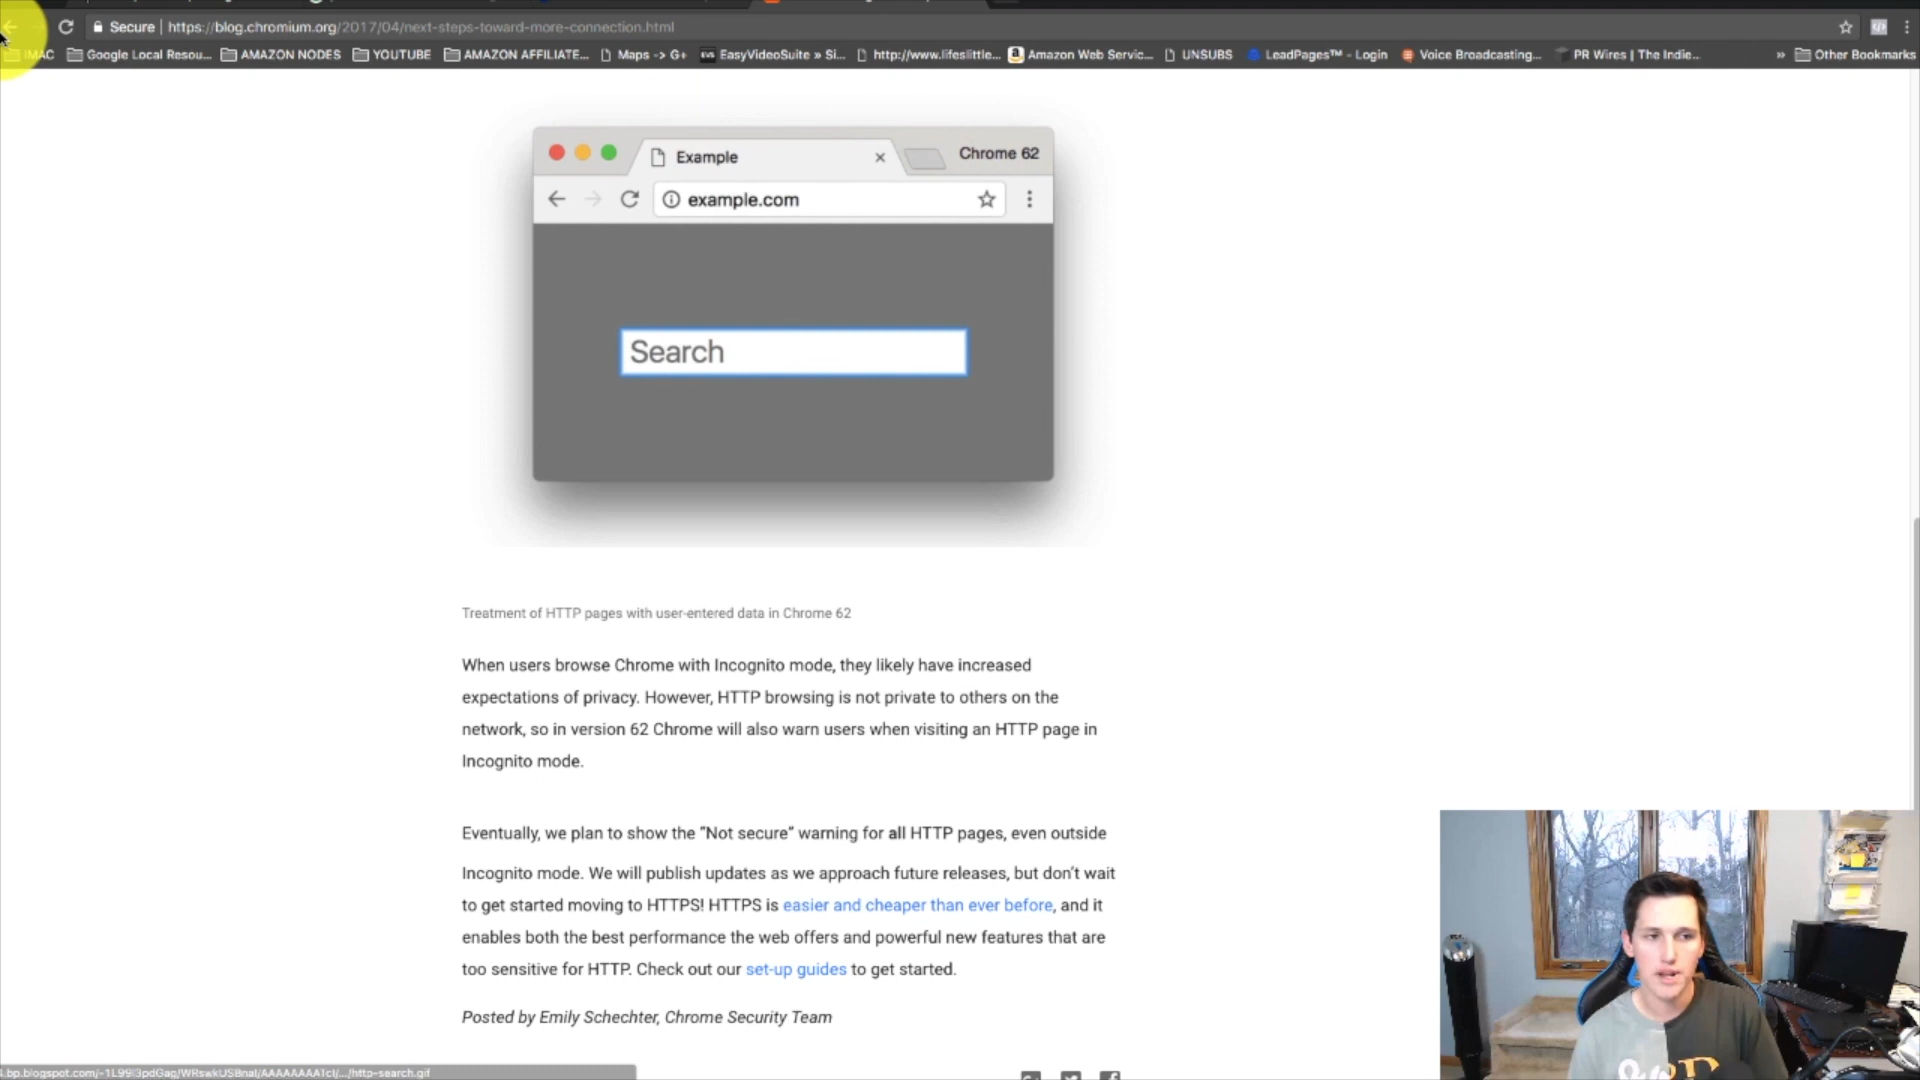 Secure | https://blog.chromium.org/2017/04/next-steps-toward-more-connection.html
IMAC Google Local Resou... AMAZON NODES YOUTUBE AMAZON AFFILIATE... Maps -> G+ EasyVideoSuite » Si... http://www.lifeslittle... Amazon Web Servic... UNSUBS LeadPages™ - Login Voice Broadcasting... PR Wires | The Indie... » Other Bookmarks
Example × Chrome 62
example.com
Search
Treatment of HTTP pages with user-entered data in Chrome 62
When users browse Chrome with Incognito mode, they likely have increased
expectations of privacy. However, HTTP browsing is not private to others on the
network, so in version 62 Chrome will also warn users when visiting an HTTP page in
Incognito mode.
Eventually, we plan to show the “Not secure” warning for all HTTP pages, even outside
Incognito mode. We will publish updates as we approach future releases, but don’t wait
to get started moving to HTTPS! HTTPS is easier and cheaper than ever before, and it
enables both the best performance the web offers and powerful new features that are
too sensitive for HTTP. Check out our set-up guides to get started.
Posted by Emily Schechter, Chrome Security Team